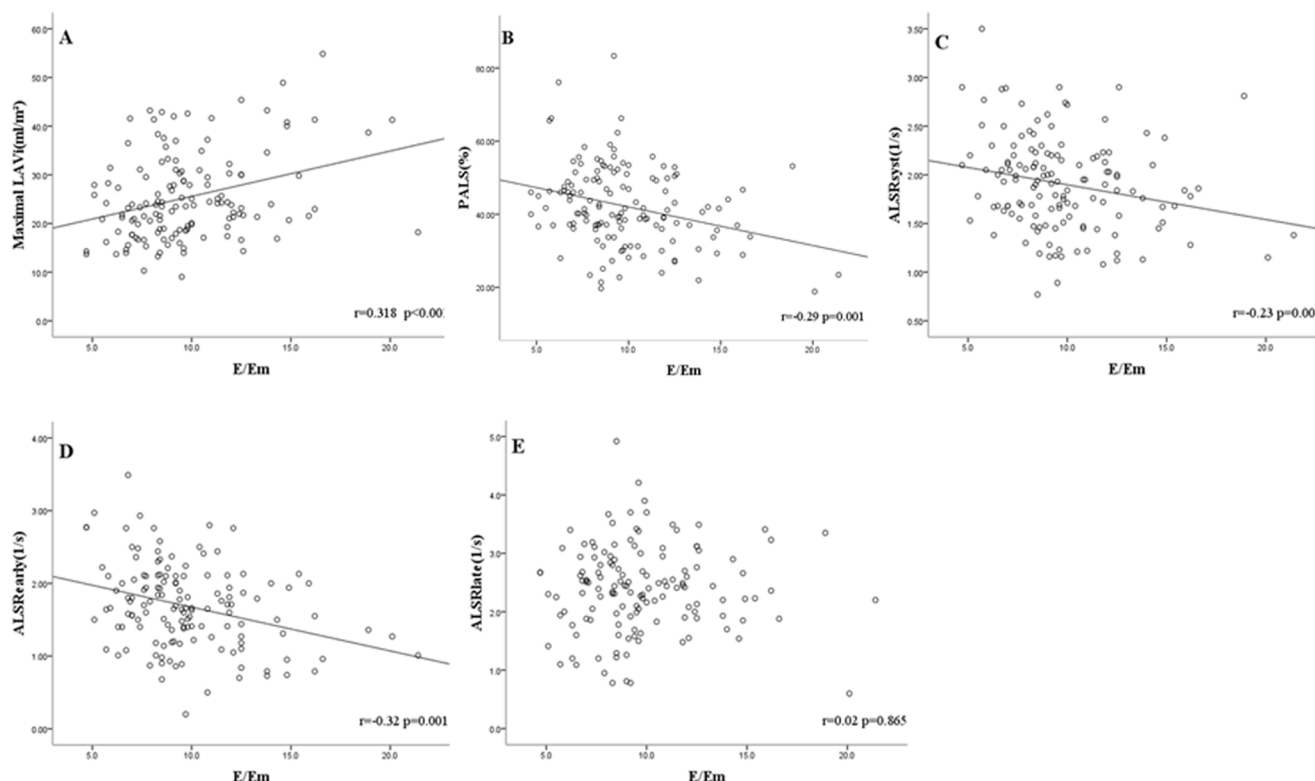 A
60.0
50.0
40.0
30.0
20.0
10.0
0.0
Maximal LAVi(ml/m²)
5.0 10.0 15.0 20.0
E/Em
r=0.318 p<0.00
B
80.00
60.00
40.00
20.00
PALS(%)
5.0 10.0 15.0 20.0
E/Em
r=-0.29 p=0.001
C
3.50
3.00
2.50
2.00
1.50
1.00
0.50
ALSRsyst(1/s)
5.0 10.0 15.0 20.0
E/Em
r=-0.23 p=0.00
D
4.00
3.00
2.00
1.00
0.00
ALSRearly(1/s)
5.0 10.0 15.0 20.0
E/Em
r=-0.32 p=0.001
E
5.0
4.0
3.0
2.0
1.0
0.0
ALSRlate(1/s)
5.0 10.0 15.0 20.0
E/Em
r=0.02 p=0.865